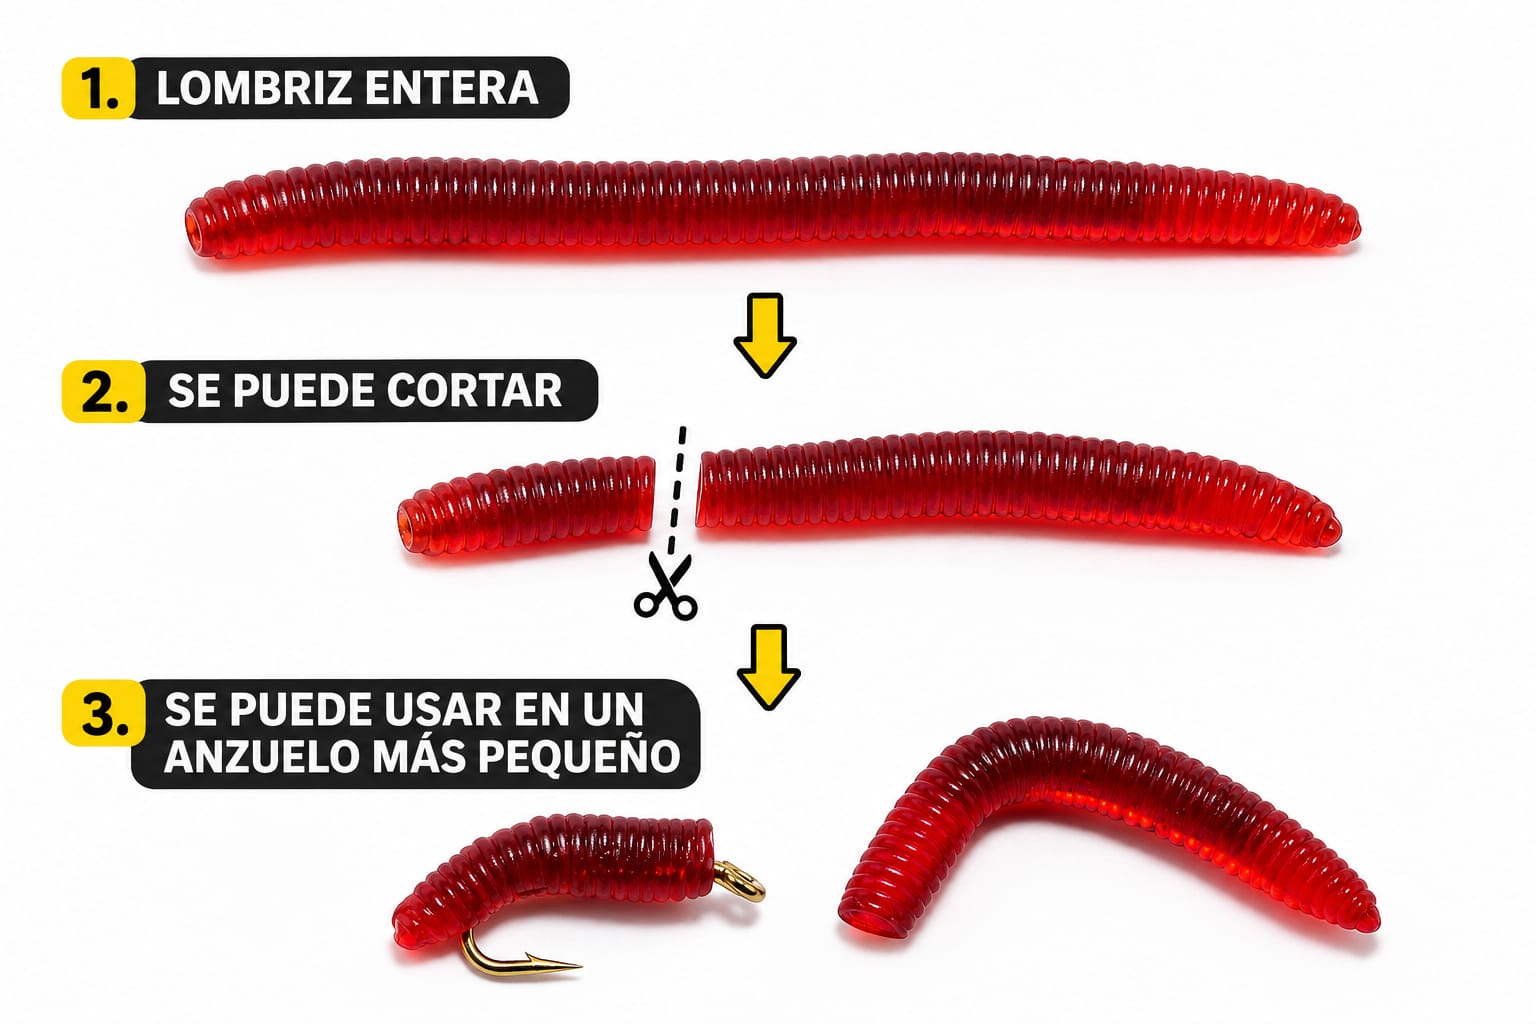 1. LOMBRIZ ENTERA
2. SE PUEDE CORTAR
3. SE PUEDE USAR EN UN
ANZUELO MÁS PEQUEÑO